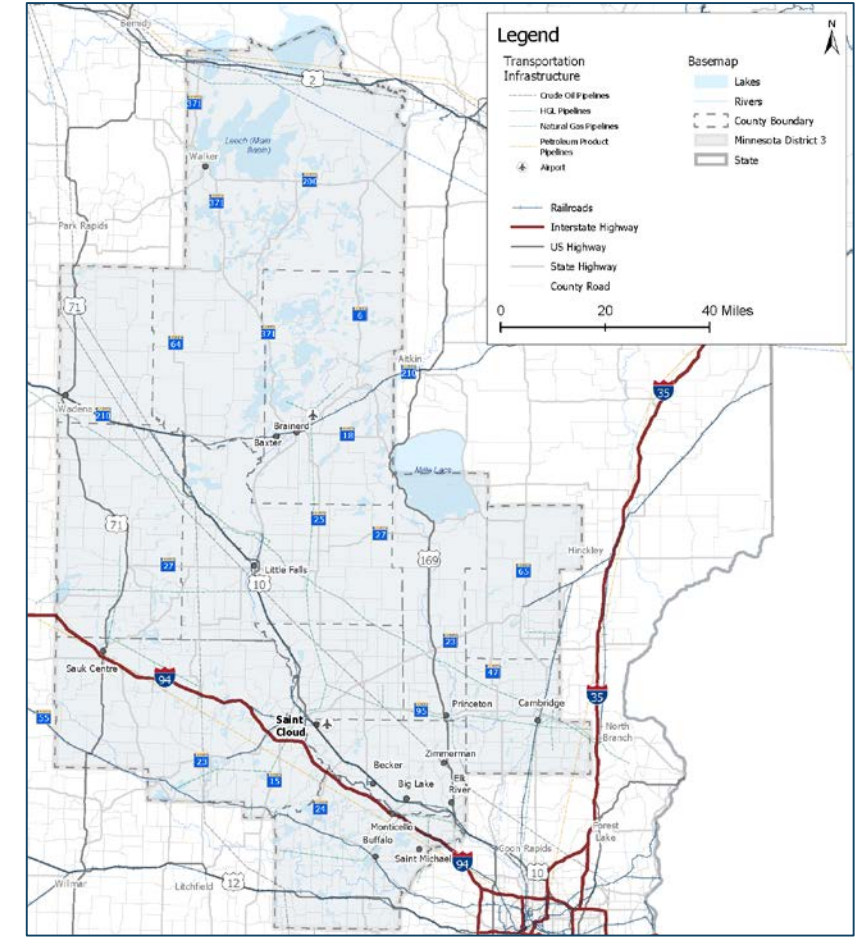 Legend
N
Transportation
Infrastructure
Crude Oil Pipelines
HGL Pipelines
Natural Gas Pipelines
Petroleum Product
Pipelines
Airport
Railroads
Interstate Highway
US Highway
State Highway
County Road
Basemap
Lakes
Rivers
County Boundary
Minnesota District 3
State
0 20 40 Miles
Bemidji
2
371
Leech (Main
Basin)
Walker
200
371
Park Rapids
71
6
371
64
Aitkin
210
35
Wadena
210
Brainerd
Baxter
18
Mille Lacs
71
25
27
169
Hinckley
27
Little Falls
65
10
23
Sauk Centre
47
94
35
Princeton
Cambridge
55
95
Saint
Cloud
North
Branch
23
Zimmerman
Becker
15
Big Lake
Elk
River
24
Monticello
Forest
Lake
Buffalo
Coon Rapids
Saint Michael
94
10
Willmar
Litchfield
12